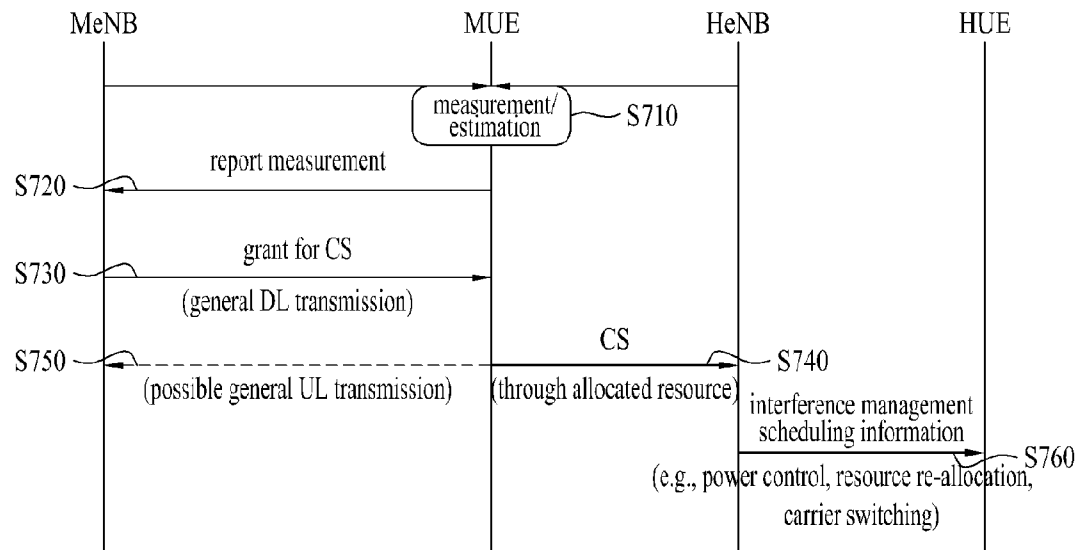 MeNB
MUE
HeNB
HUE
measurement/
estimation
S710
report measurement
S720
grant for CS
S730
(general DL transmission)
S750
CS
S740
(possible general UL transmission)
(through allocated resource)
interference management
scheduling information
S760
(e.g., power control, resource re-allocation,
carrier switching)